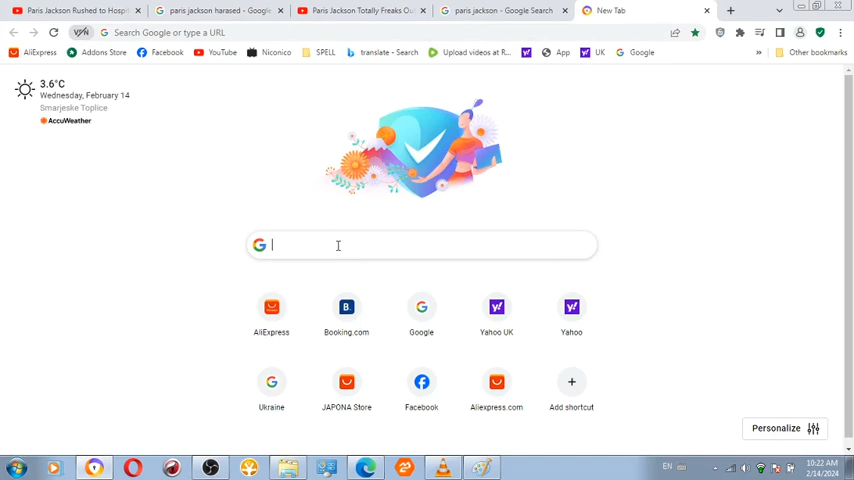 Paris Jackson Rushed to Hospit
paris jackson harased - Google
Paris Jackson Totally Freaks Ou
paris jackson - Google Search
New Tab
VPN
Search Google or type a URL
AliExpress
Addons Store
Facebook
YouTube
Niconico
SPELL
translate - Search
Upload videos at R...
App
UK
Google
»
Other bookmarks
3.6°C
Wednesday, February 14
Smarjeske Toplice
AccuWeather
AliExpress
Booking.com
Google
Yahoo UK
Yahoo
Ukraine
JAPONA Store
Facebook
Aliexpress.com
Add shortcut
Personalize
EN
10:22 AM
2/14/2024